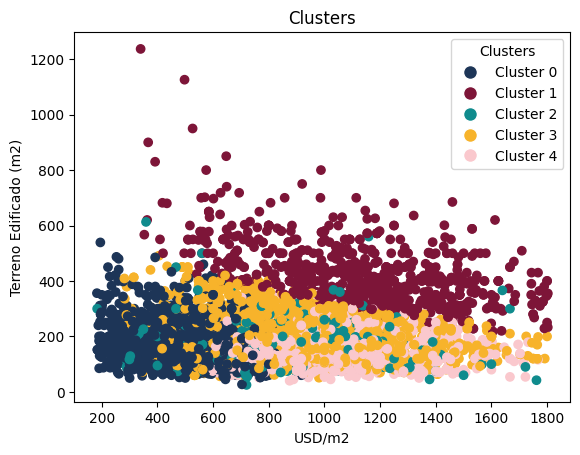 Clusters
Terreno Edificado (m2)
1200
1000
800
600
400
200
0
Clusters
Cluster 0
Cluster 1
Cluster 2
Cluster 3
Cluster 4
200 400 600 800 1000 1200 1400 1600 1800
USD/m2